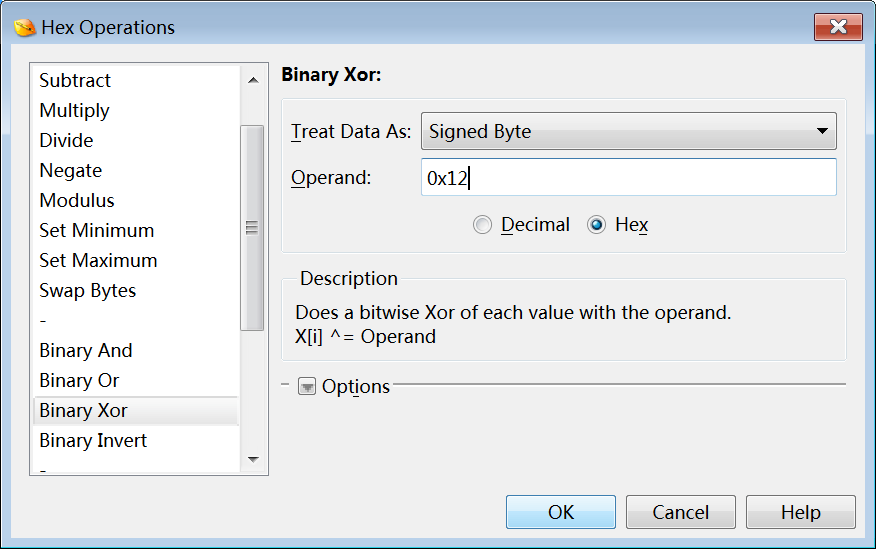 Hex Operations
Subtract
Multiply
Divide
Negate
Modulus
Set Minimum
Set Maximum
Swap Bytes
-
Binary And
Binary Or
Binary Xor
Binary Invert
-
Binary Xor:
Treat Data As: Signed Byte
Operand: 0x12
Decimal Hex
Description
Does a bitwise Xor of each value with the operand.
X[i] ^= Operand
Options
OK Cancel Help